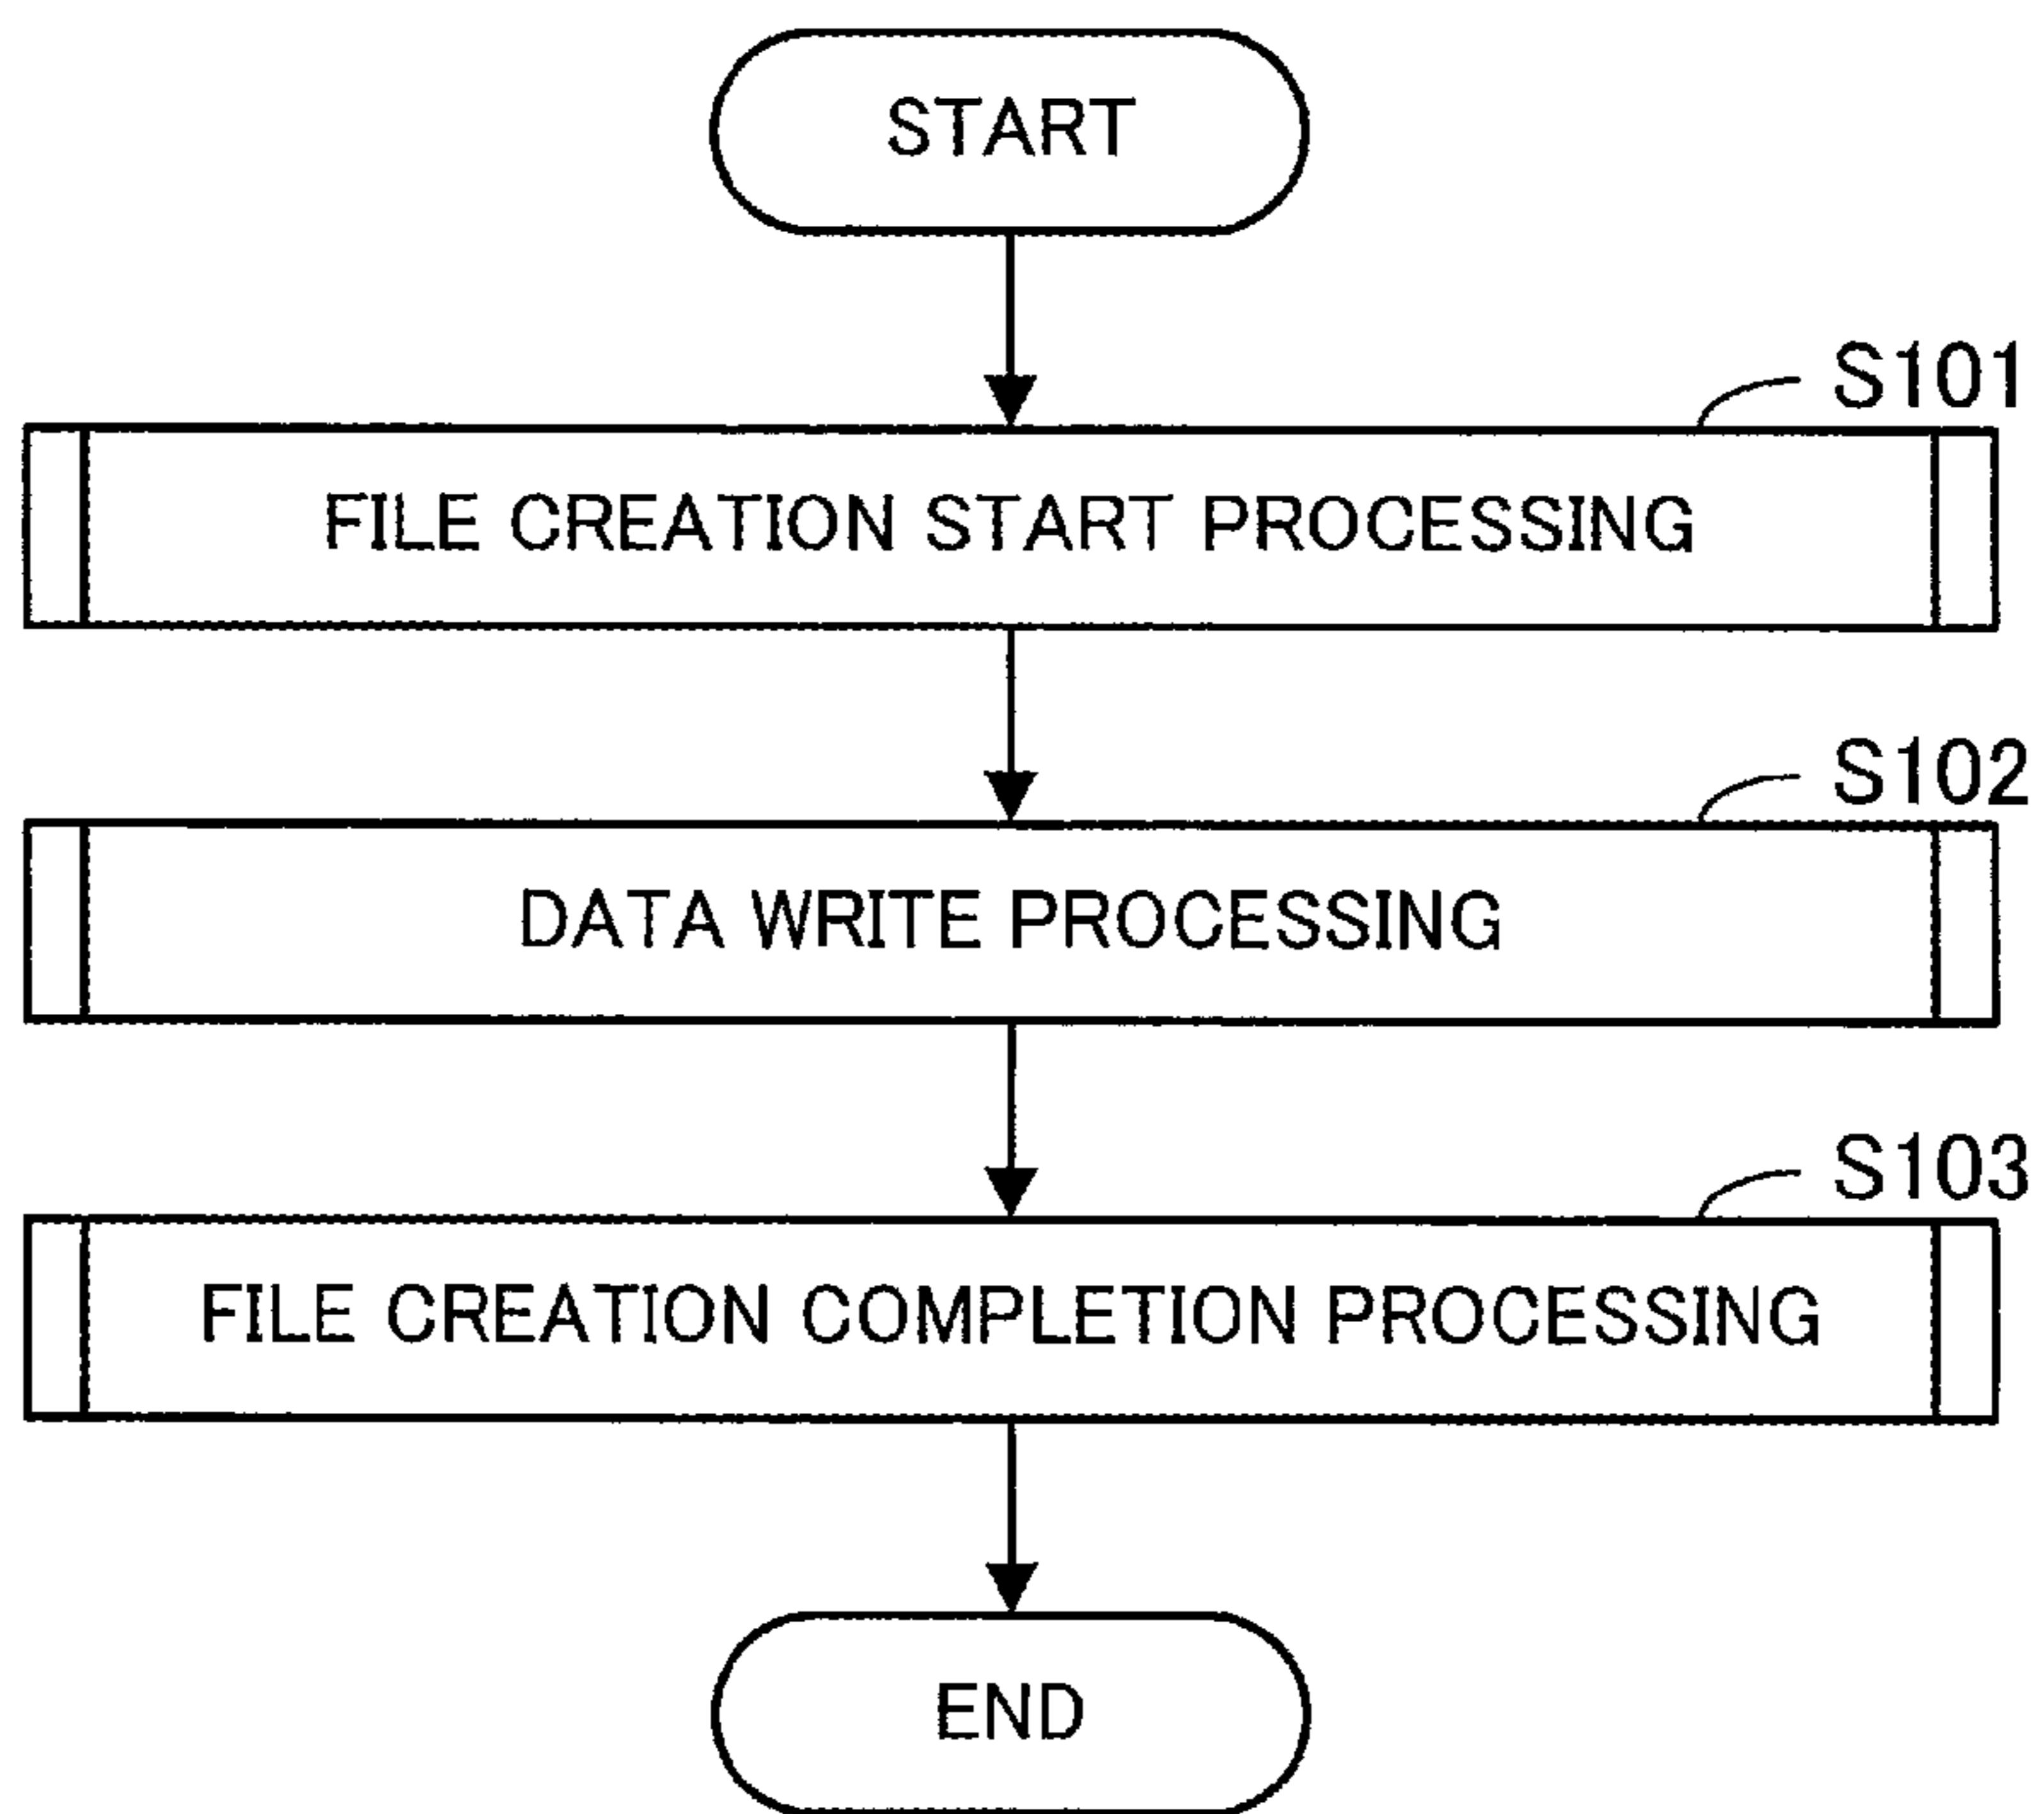 START
S101
FILE CREATION START PROCESSING
S102
DATA WRITE PROCESSING
S103
FILE CREATION COMPLETION PROCESSING
END